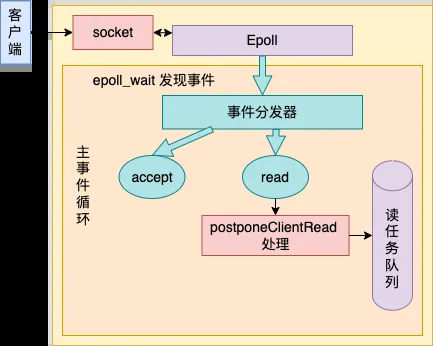 客户端
socket
Epoll
epoll_wait 发现事件
事件分发器
主事件循环
accept
read
postponeClientRead
处理
读任务队列